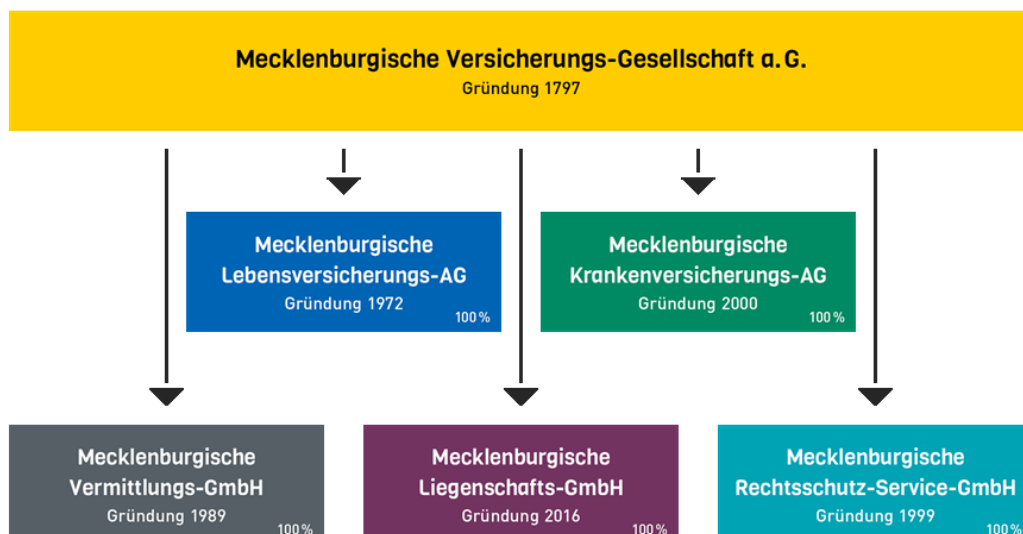 Mecklenburgische Versicherungs-Gesellschaft a. G.
Gründung 1797
Mecklenburgische
Lebensversicherungs-AG
Gründung 1972
100 %
Mecklenburgische
Krankenversicherungs-AG
Gründung 2000
100 %
Mecklenburgische
Vermittlungs-GmbH
Gründung 1989
100 %
Mecklenburgische
Liegenschafts-GmbH
Gründung 2016
100 %
Mecklenburgische
Rechtsschutz-Service-GmbH
Gründung 1999
100 %